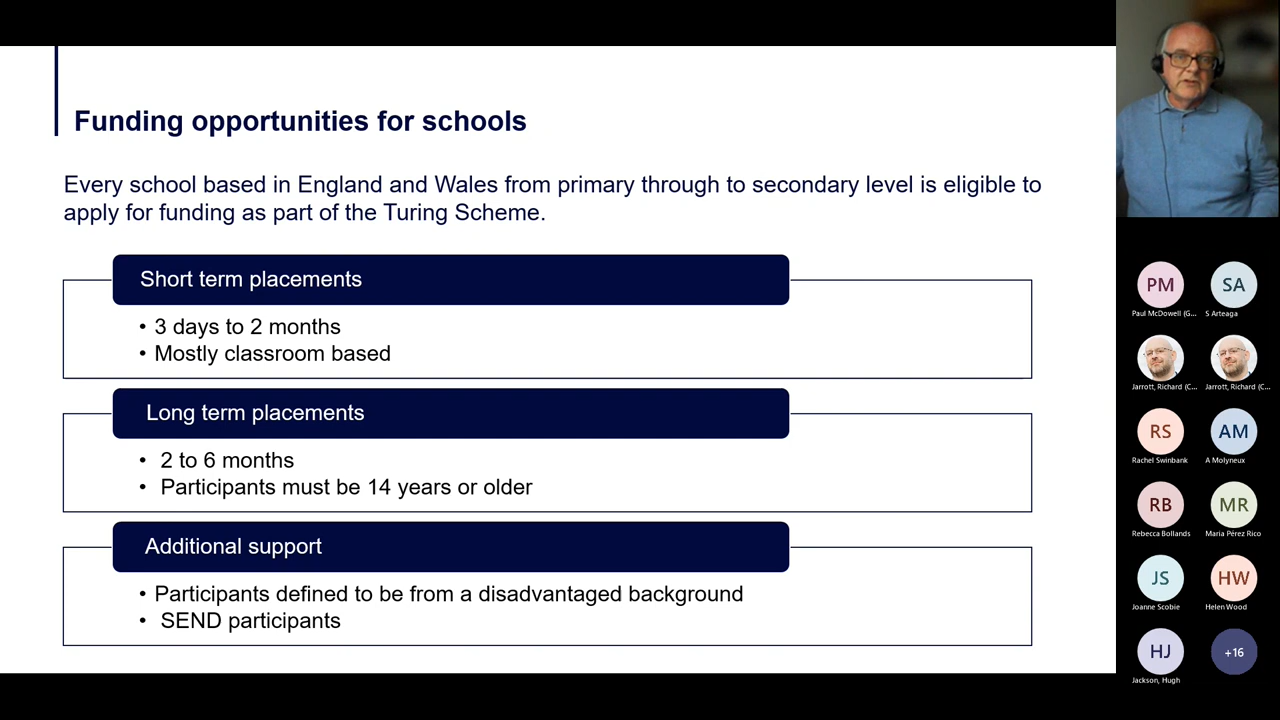 Funding opportunities for schools
Every school based in England and Wales from primary through to secondary level is eligible to
apply for funding as part of the Turing Scheme.
Short term placements
• 3 days to 2 months
• Mostly classroom based
Long term placements
• 2 to 6 months
• Participants must be 14 years or older
Additional support
• Participants defined to be from a disadvantaged background
• SEND participants
PM
SA
Paul McDowell (G...
S Arteaga
Jarrott, Richard (C...
Jarrott, Richard (C...
RS
AM
Rachel Swinbank
A Molyneux
RB
MR
Rebecca Bollands
Maria Pérez Rico
JS
HW
Joanne Scobie
Helen Wood
HJ
+16
Jackson, Hugh